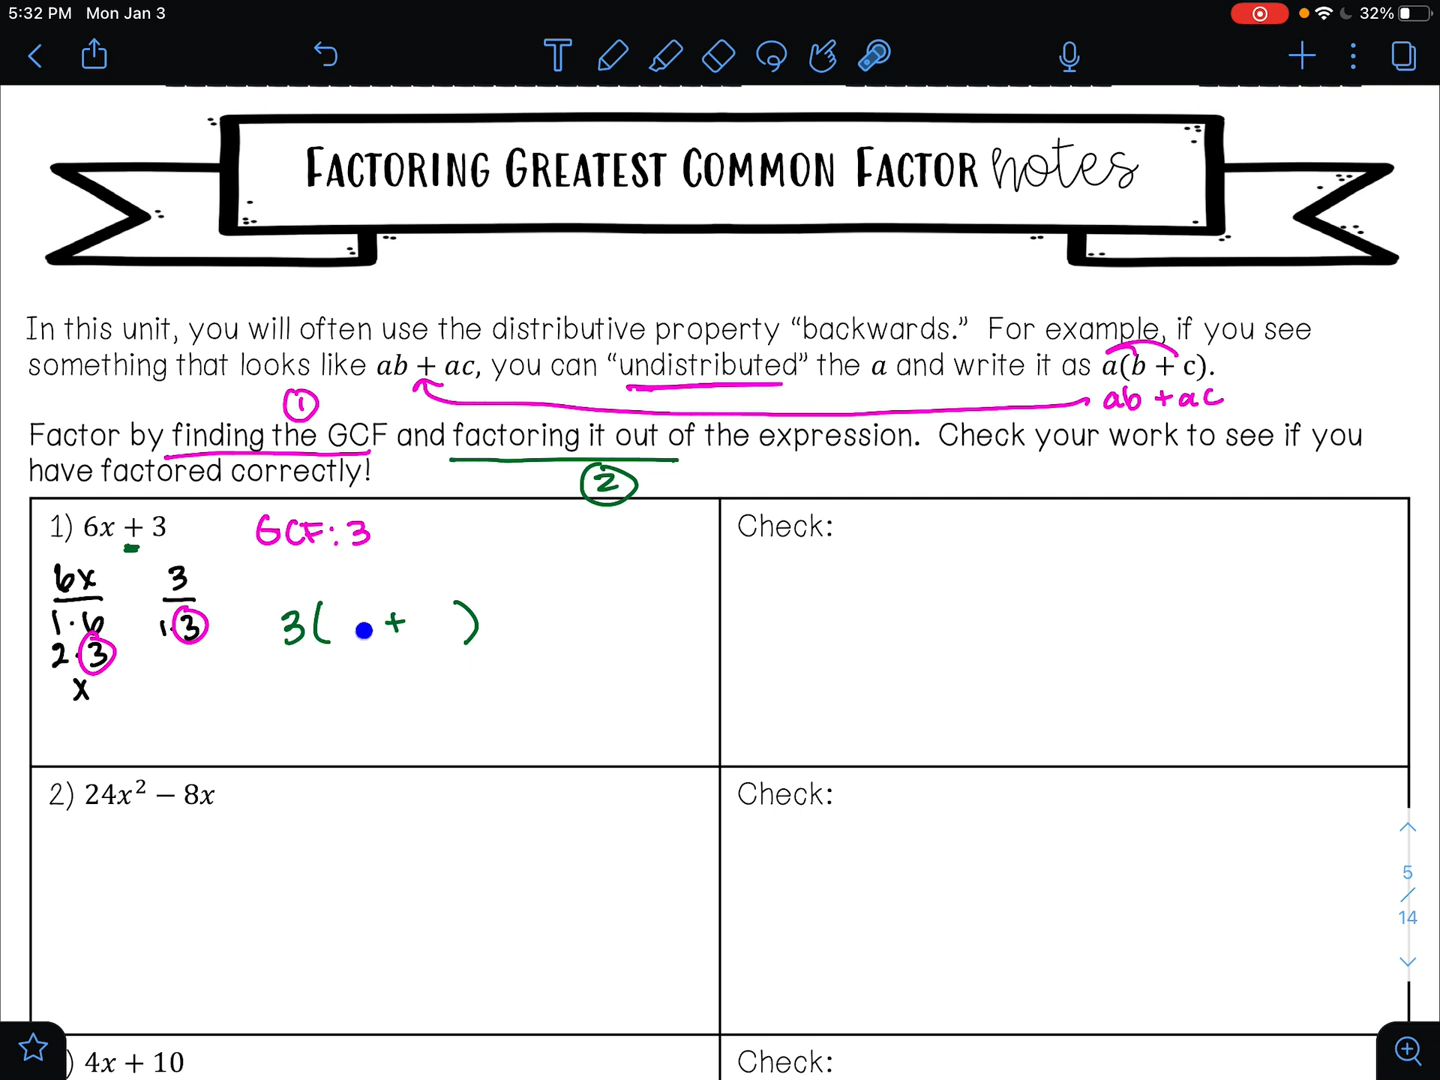 5:32 PM Mon Jan 3
32%
FACTORING GREATEST COMMON FACTOR notes
In this unit, you will often use the distributive property “backwards.” For example, if you see
something that looks like ab + ac, you can “undistributed” the a and write it as a(b + c).
① ab + ac
Factor by finding the GCF and factoring it out of the expression. Check your work to see if you
have factored correctly!
②
1) 6x + 3 GCF: 3
Check:
6x 3
1·6 1·3 3( + )
2·3
x
2) 24x² − 8x
Check:
) 4x + 10
Check:
5
/
14